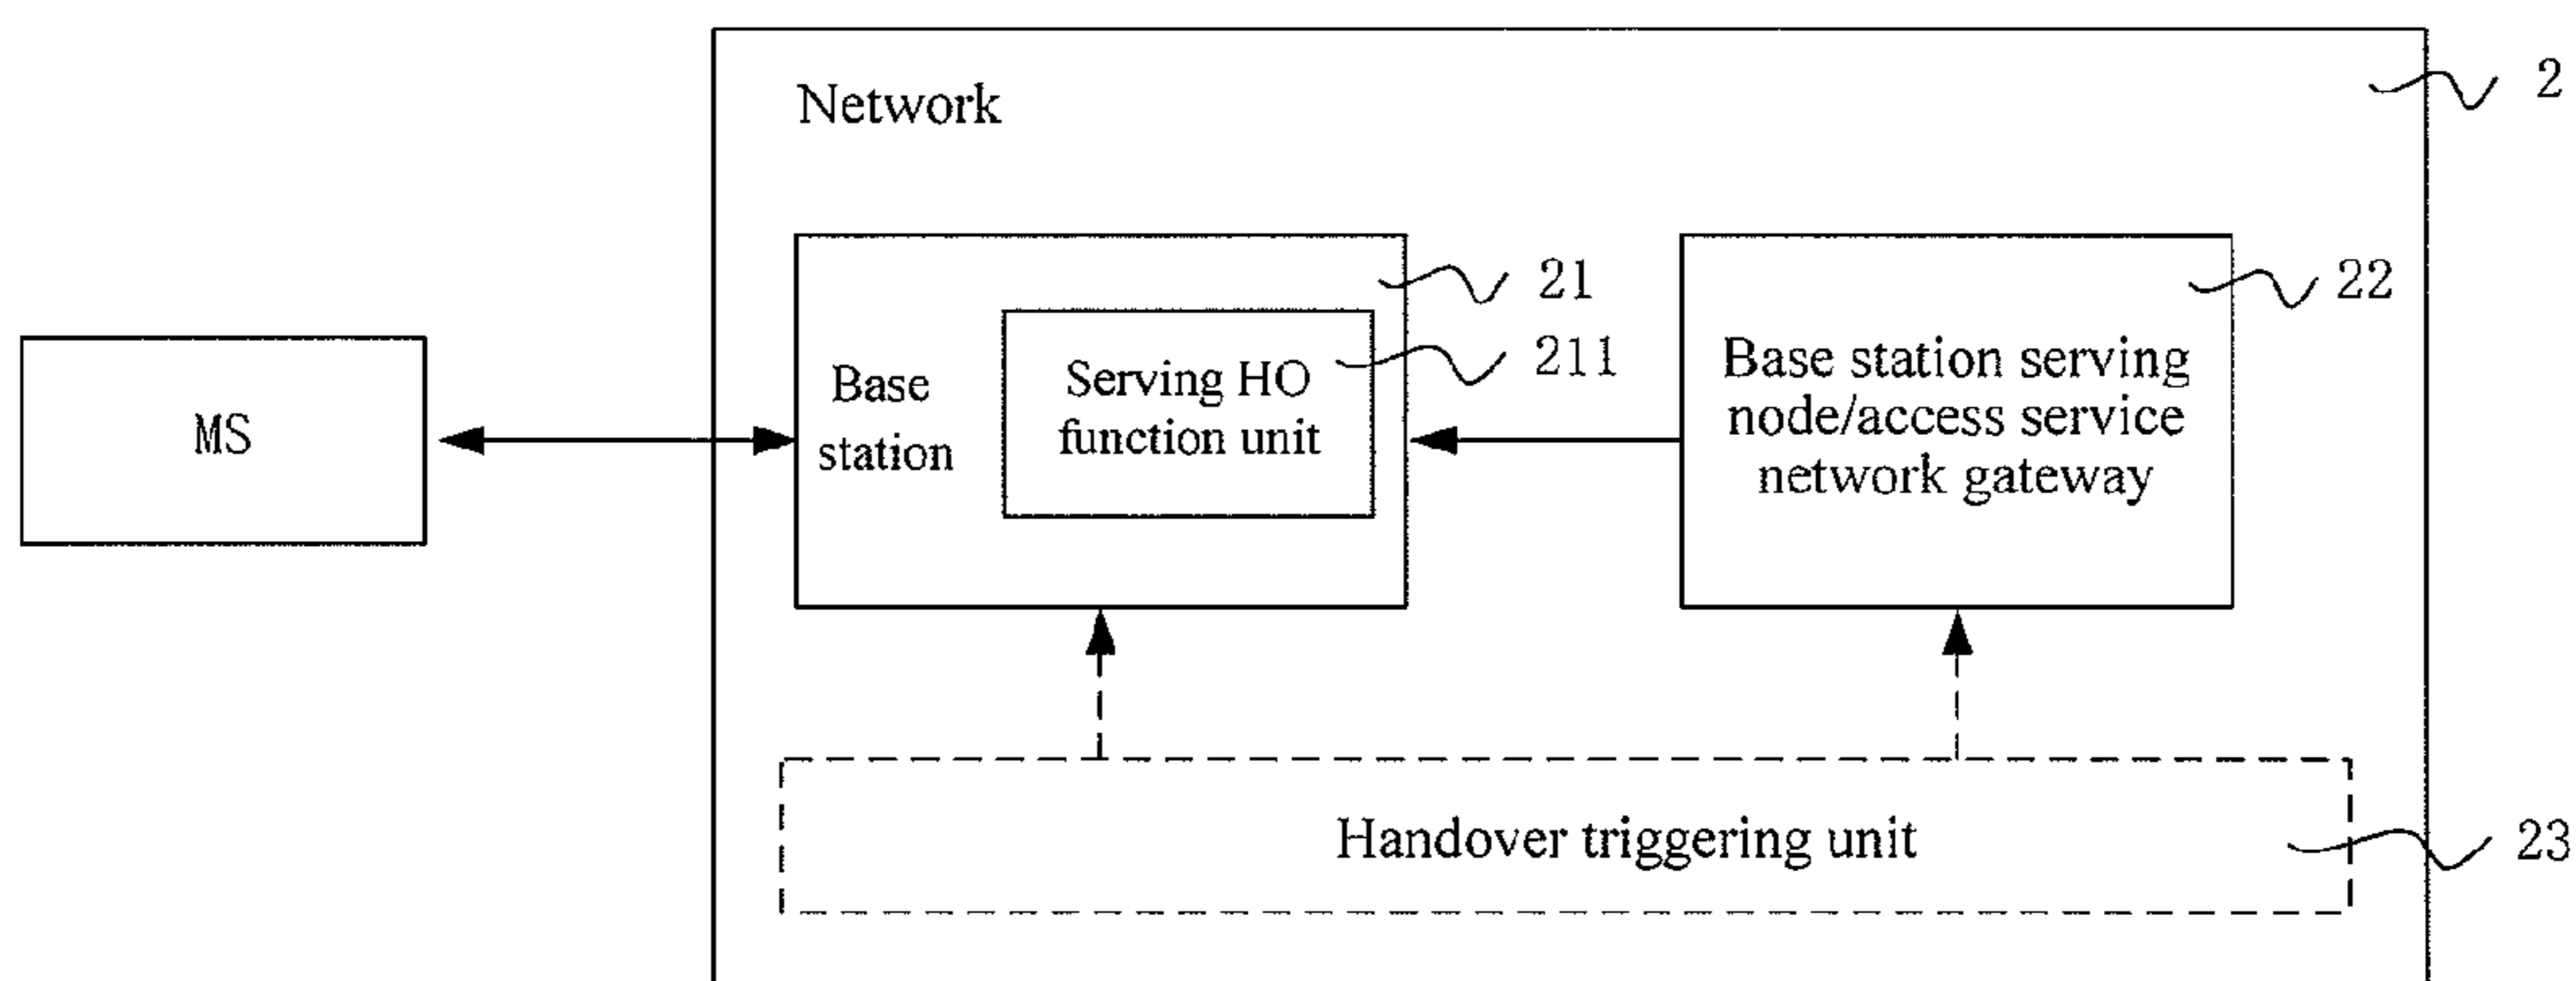 Network
2
MS
Base
station
21
Serving HO
function unit
211
Base station serving
node/access service
network gateway
22
Handover triggering unit
23